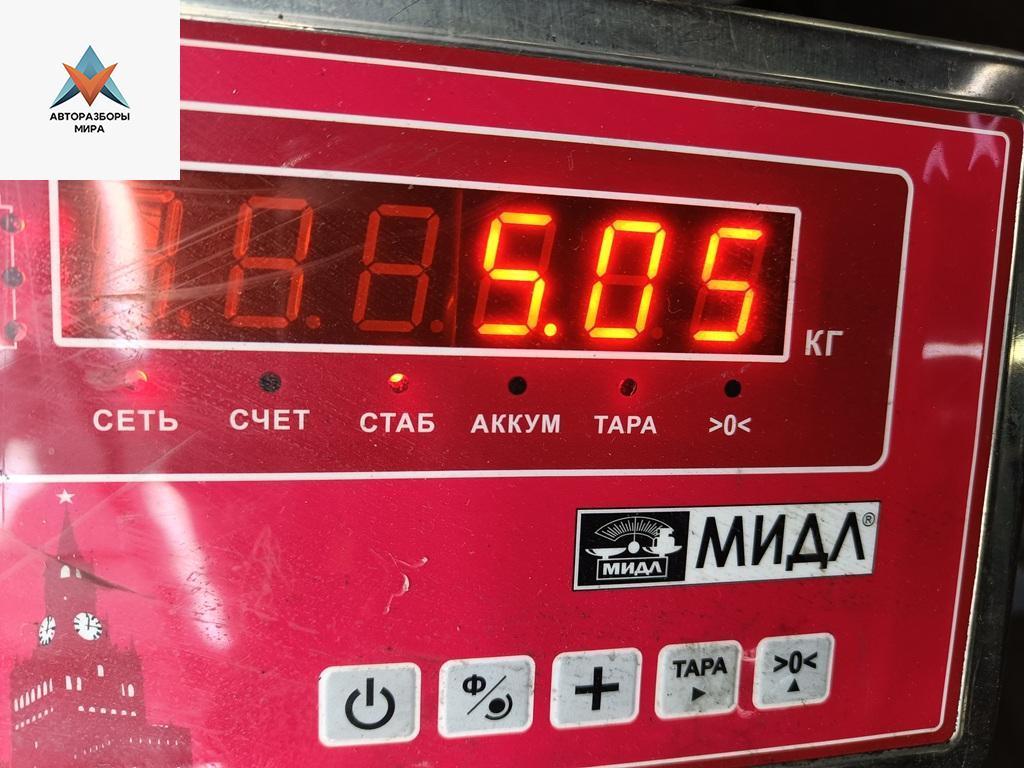 АВТОРАЗБОРЫ
МИРА
5.05
КГ
СЕТЬ СЧЕТ СТАБ АККУМ ТАРА >0<
МИДЛ МИДЛ®
Ф + ТАРА >0<